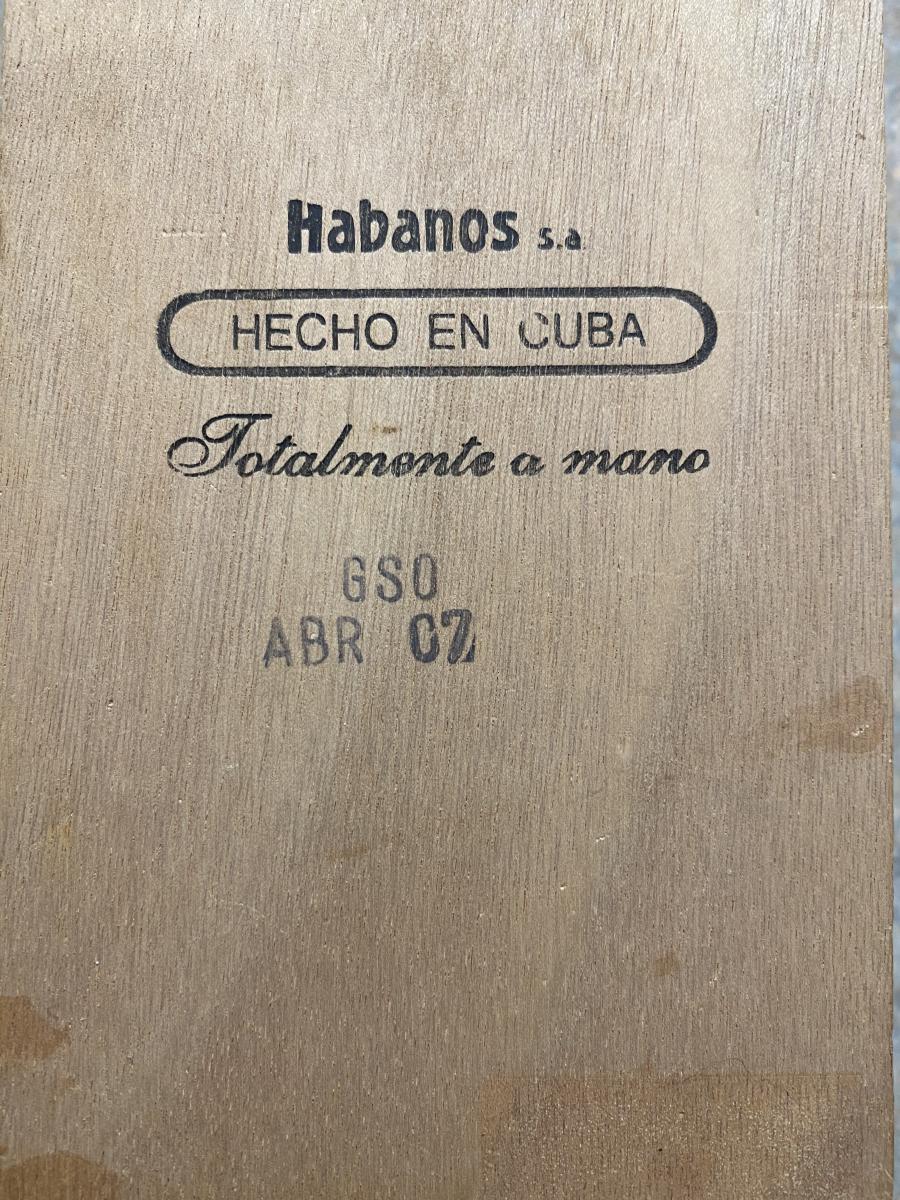 Habanos s.a
HECHO EN CUBA
Totalmente a mano
GSO
ABR 07